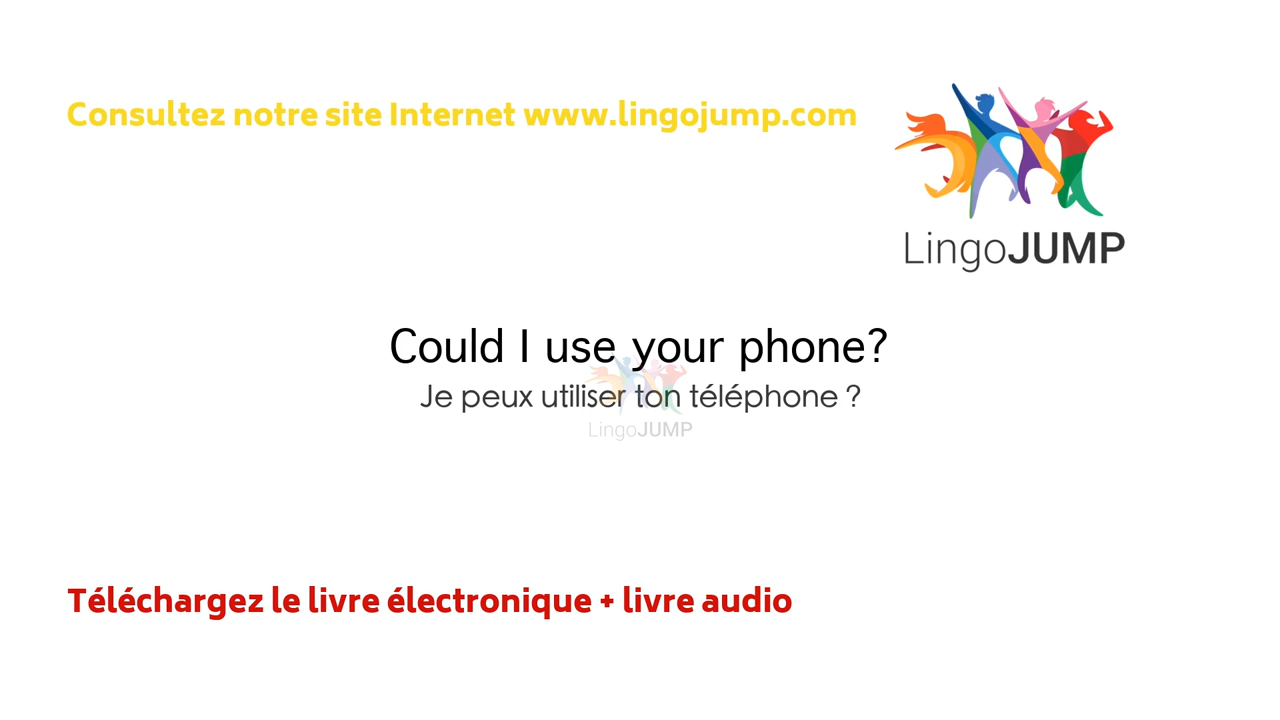 Consultez notre site Internet www.lingojump.com
LingoJUMP
Could I use your phone?
Je peux utiliser ton téléphone ?
LingoJUMP
Téléchargez le livre électronique + livre audio